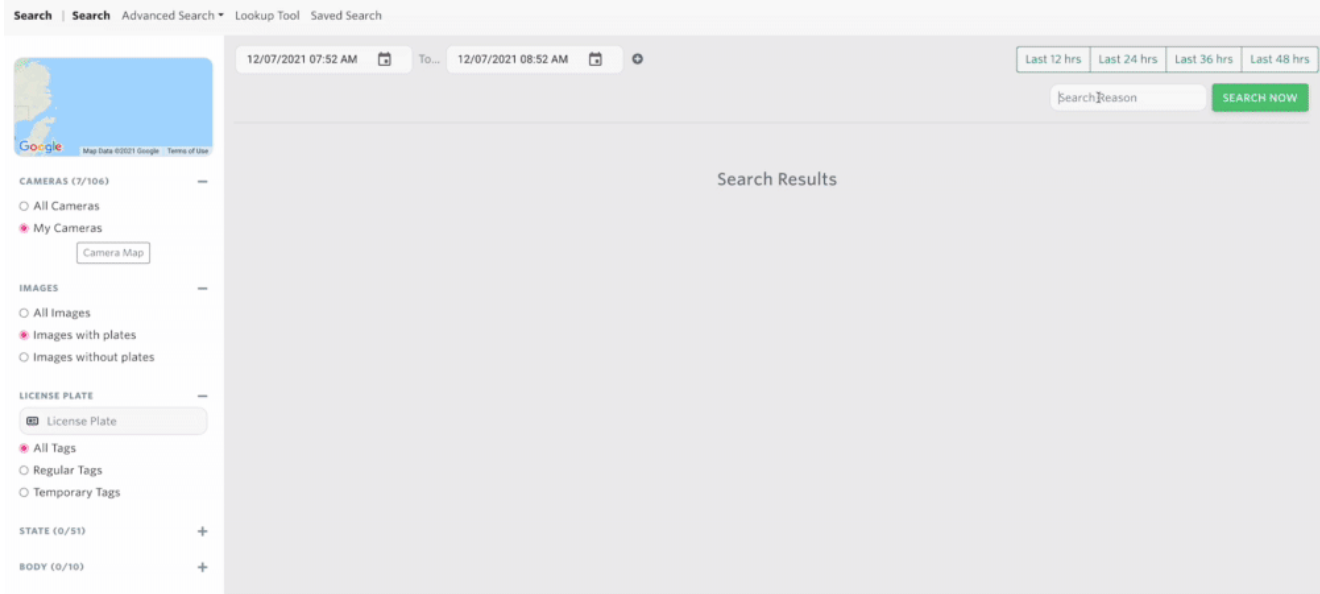 Search | Search Advanced Search Lookup Tool Saved Search
12/07/2021 07:52 AM To... 12/07/2021 08:52 AM
Last 12 hrs Last 24 hrs Last 36 hrs Last 48 hrs
Search Reason SEARCH NOW
Google Map Data ©2021 Google Terms of Use
Search Results
CAMERAS (7/106)
All Cameras
My Cameras
Camera Map
IMAGES
All Images
Images with plates
Images without plates
LICENSE PLATE
License Plate
All Tags
Regular Tags
Temporary Tags
STATE (0/51)
BODY (0/10)